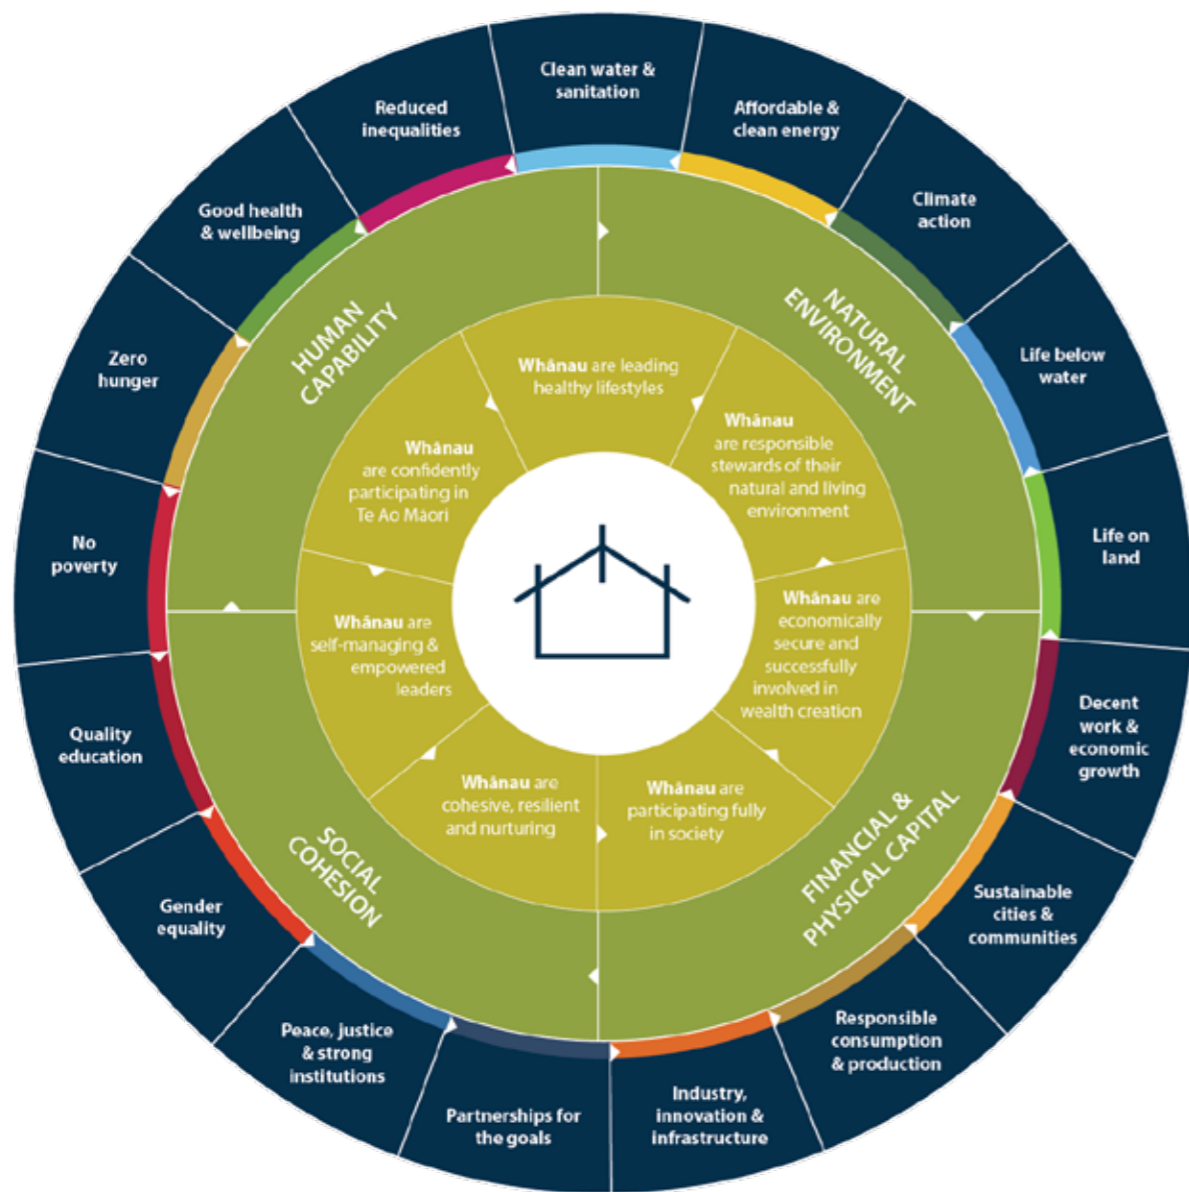 Clean water &
sanitation
Affordable &
clean energy
Climate
action
Life below
water
Life on
land
Decent
work &
economic
growth
Sustainable
cities &
communities
Responsible
consumption
& production
Industry,
innovation &
infrastructure
Partnerships for
the goals
Peace, justice
& strong
institutions
Gender
equality
Quality
education
No
poverty
Zero
hunger
Good health
& wellbeing
Reduced
inequalities
HUMAN
CAPABILITY
NATURAL
ENVIRONMENT
FINANCIAL &
PHYSICAL CAPITAL
SOCIAL
COHESION
Whānau are leading
healthy lifestyles
Whānau
are responsible
stewards of their
natural and living
environment
Whānau are
economically
secure and
successfully
involved in
wealth creation
Whānau are
participating fully
in society
Whānau are
cohesive, resilient
and nurturing
Whānau are
self-managing &
empowered
leaders
Whānau
are confidently
participating in
Te Ao Māori